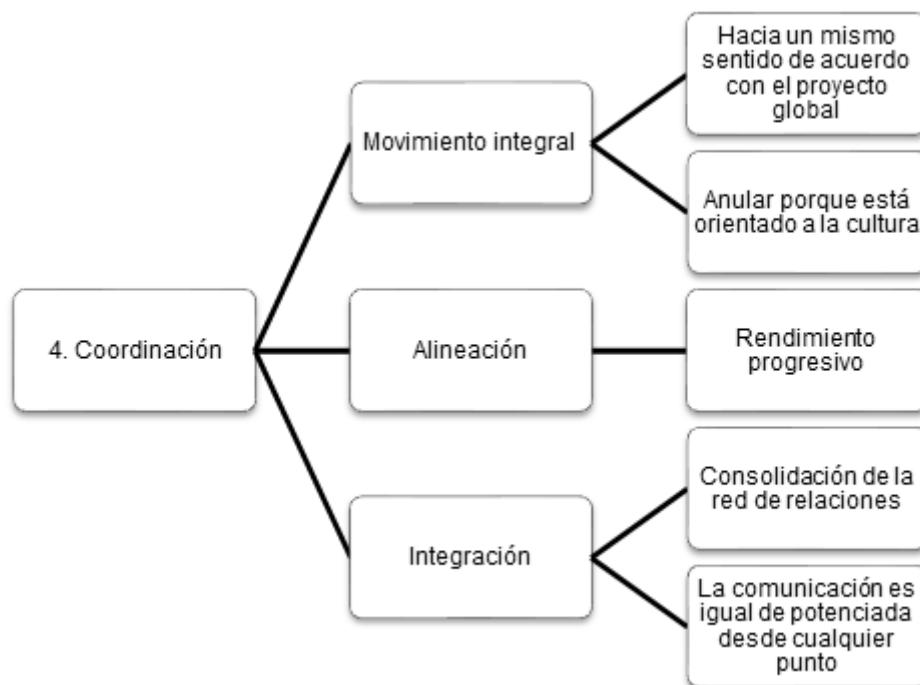 Hacia un mismo
sentido de acuerdo
con el proyecto
global
Movimiento integral
Anular porque está
orientado a la cultura
4. Coordinación
Alineación
Rendimiento
progresivo
Consolidación de la
red de relaciones
Integración
La comunicación es
igual de potenciada
desde cualquier
punto